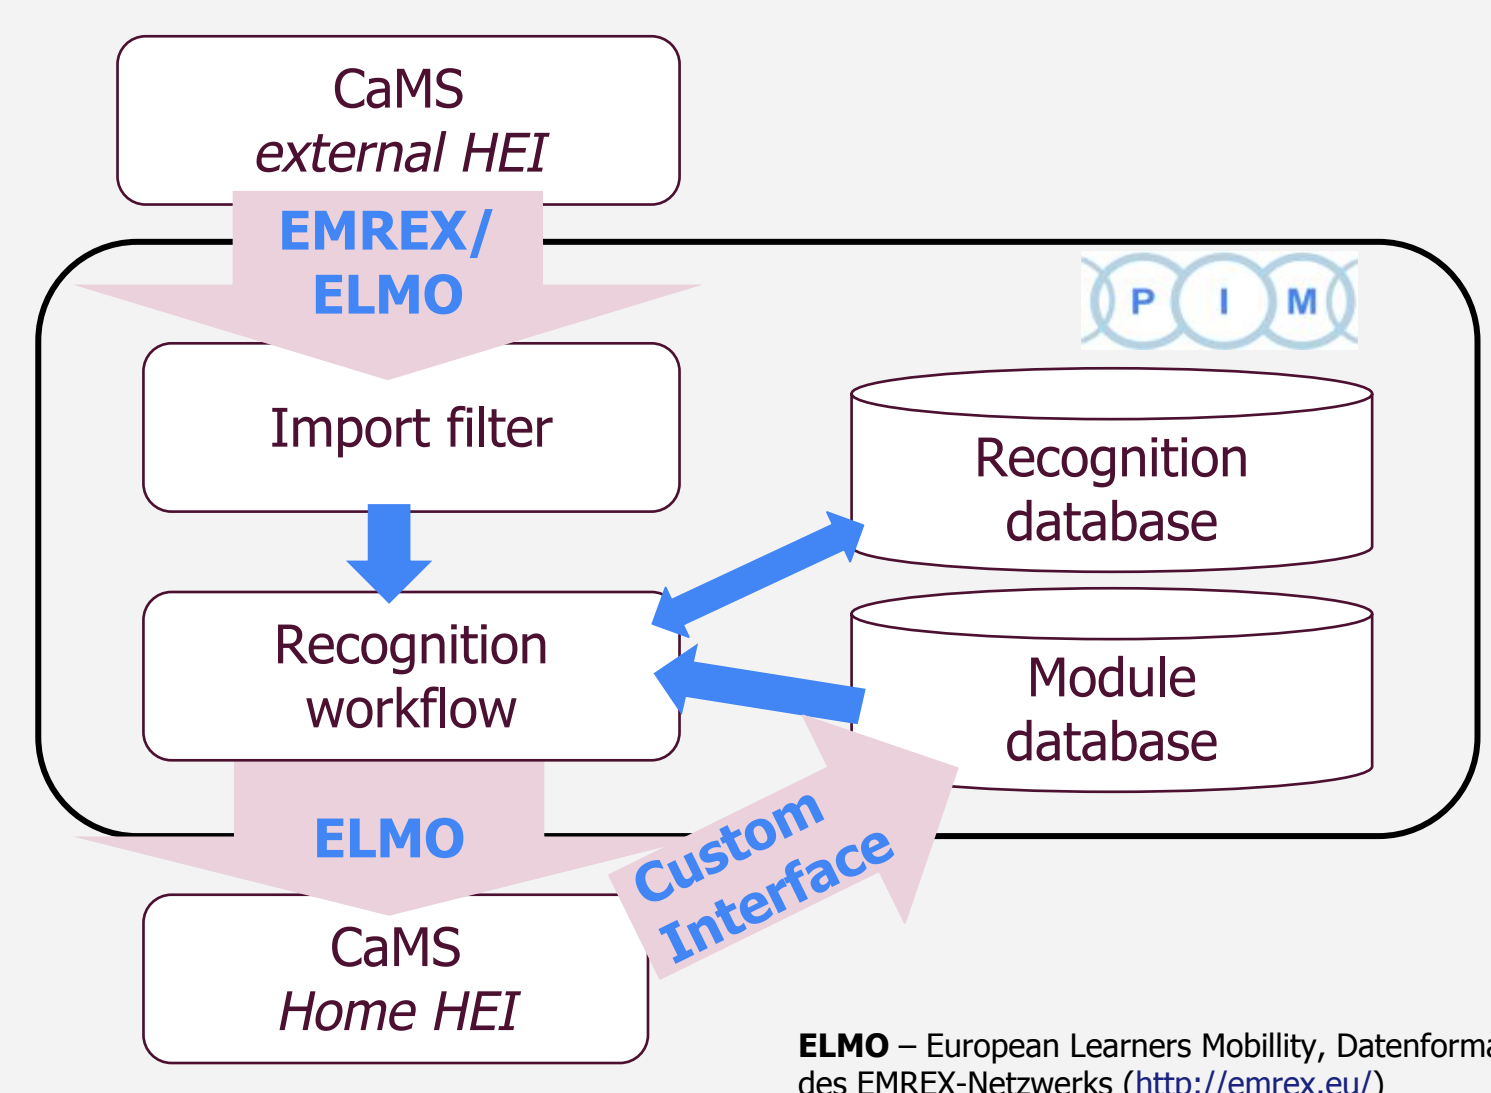 CaMS
external HEI
EMREX/
ELMO
P I M
Import filter
Recognition
database
Recognition
workflow
Module
database
ELMO
Custom
Interface
CaMS
Home HEI
ELMO – European Learners Mobillity, Datenforma
des EMREX-Netzwerks (http://emrex.eu/)